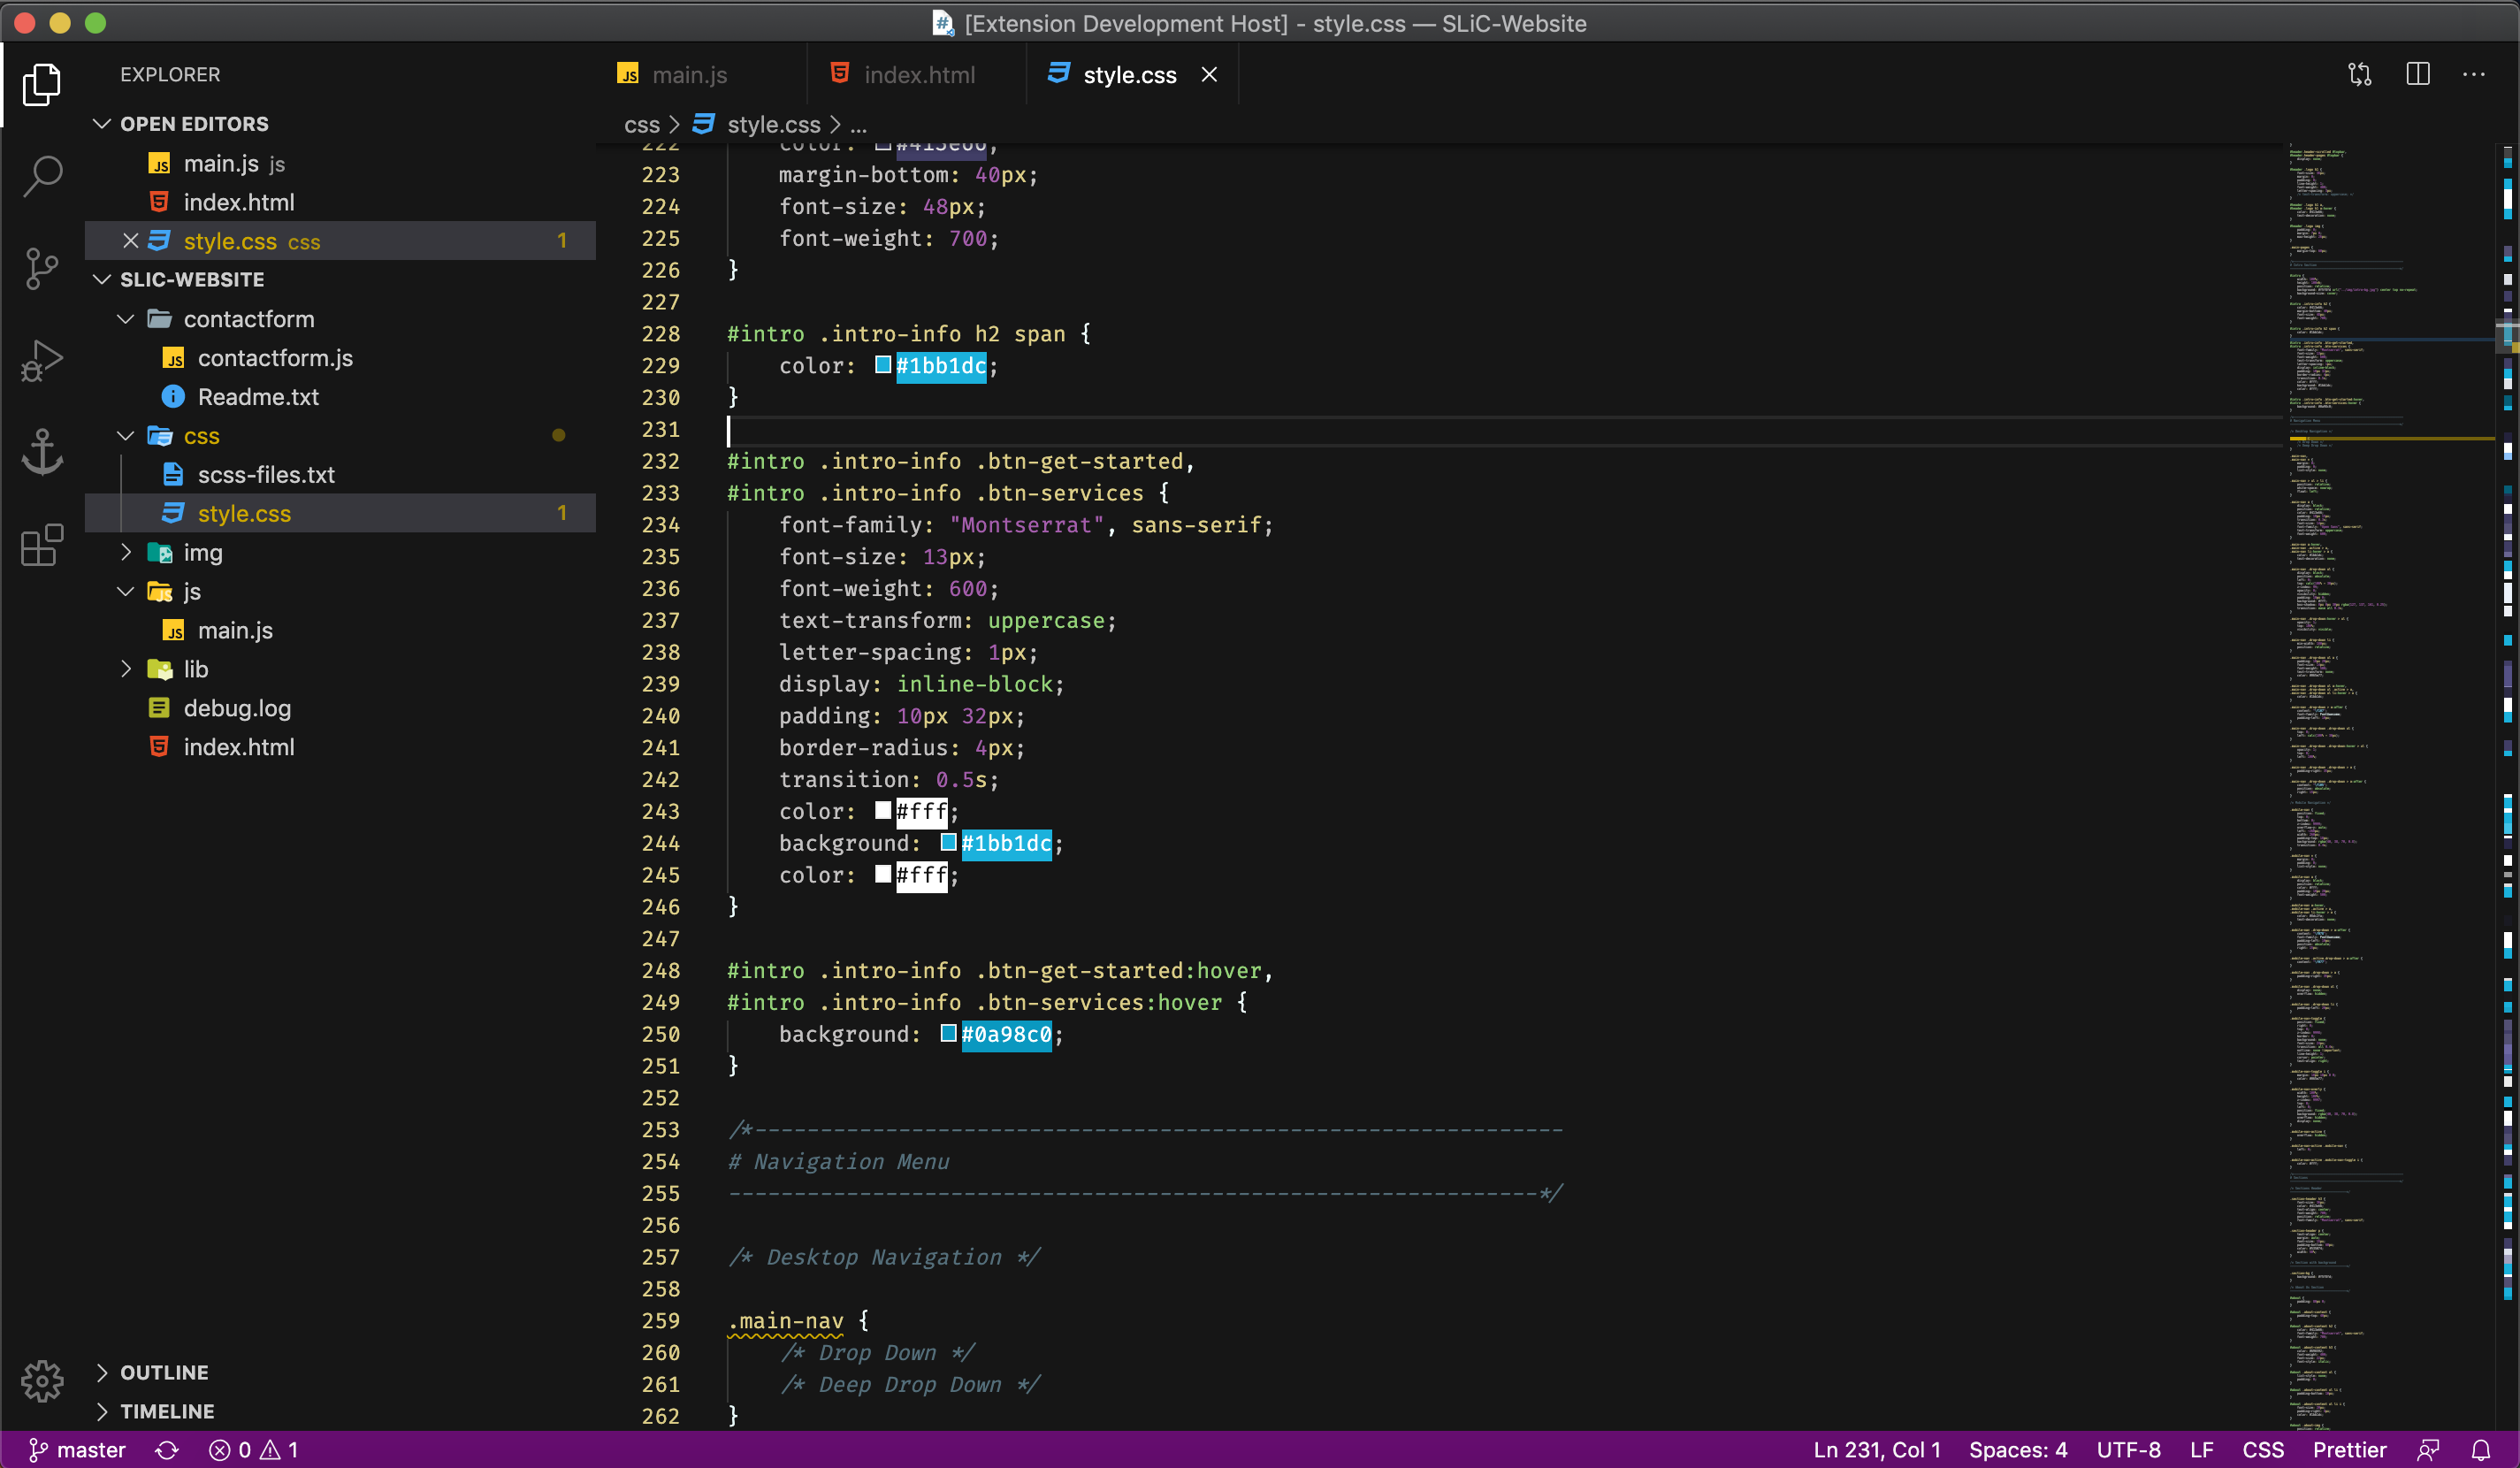 [Extension Development Host] - style.css — SLiC-Website
EXPLORER
OPEN EDITORS
JS main.js js
index.html
style.css css 1
SLIC-WEBSITE
contactform
JS contactform.js
Readme.txt
css
scss-files.txt
style.css 1
img
js
JS main.js
lib
debug.log
index.html
OUTLINE
TIMELINE
JS main.js
index.html
style.css
css > style.css > ...
222 color: ;
223 margin-bottom: 40px;
224 font-size: 48px;
225 font-weight: 700;
226 }
227
228 #intro .intro-info h2 span {
229 color: #1bb1dc;
230 }
231
232 #intro .intro-info .btn-get-started,
233 #intro .intro-info .btn-services {
234 font-family: "Montserrat", sans-serif;
235 font-size: 13px;
236 font-weight: 600;
237 text-transform: uppercase;
238 letter-spacing: 1px;
239 display: inline-block;
240 padding: 10px 32px;
241 border-radius: 4px;
242 transition: 0.5s;
243 color: #fff;
244 background: #1bb1dc;
245 color: #fff;
246 }
247
248 #intro .intro-info .btn-get-started:hover,
249 #intro .intro-info .btn-services:hover {
250 background: #0a98c0;
251 }
252
253 /*--------------------------------------------------------------
254 # Navigation Menu
255 --------------------------------------------------------------*/
256
257 /* Desktop Navigation */
258
259 .main-nav {
260 /* Drop Down */
261 /* Deep Drop Down */
262 }
master 0 1
Ln 231, Col 1 Spaces: 4 UTF-8 LF CSS Prettier